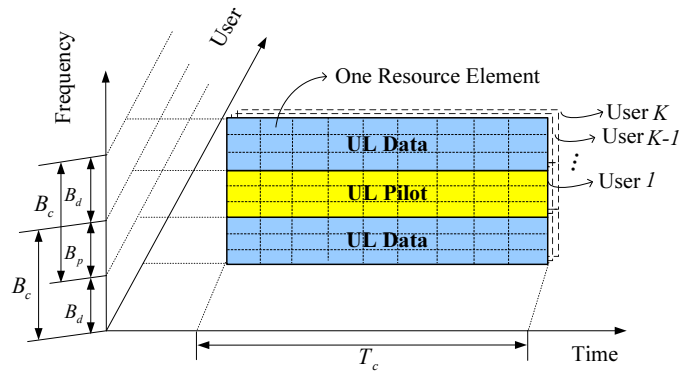 User
One Resource Element
Frequency
User K
User K-1
UL Data
⋮
User 1
UL Pilot
UL Data
B_c
B_d
B_p
B_c
B_d
T_c
Time